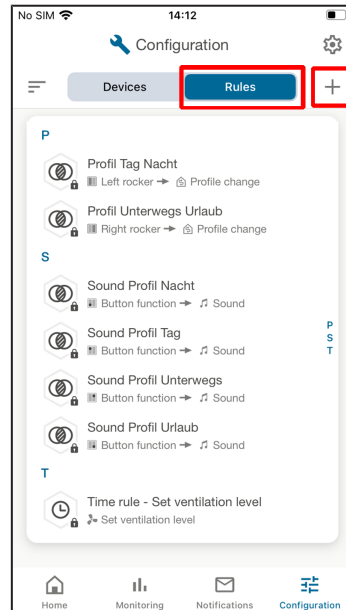 No SIM 14:12
Configuration
Devices Rules
P
Profil Tag Nacht
Left rocker → Profile change
Profil Unterwegs Urlaub
Right rocker → Profile change
S
Sound Profil Nacht
Button function → Sound
Sound Profil Tag
Button function → Sound
Sound Profil Unterwegs
Button function → Sound
Sound Profil Urlaub
Button function → Sound
P
S
T
T
Time rule - Set ventilation level
Set ventilation level
Home Monitoring Notifications Configuration